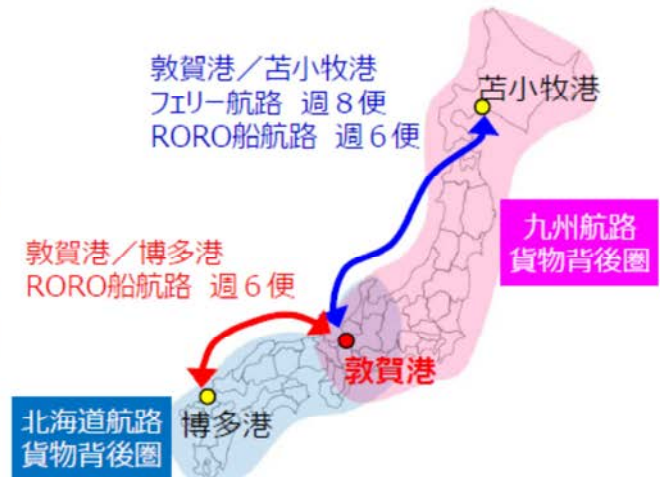 敦賀港／苫小牧港
フェリー航路 週８便
RORO船航路 週６便
苫小牧港
九州航路
貨物背後圏
敦賀港／博多港
RORO船航路 週６便
敦賀港
北海道航路
貨物背後圏
博多港